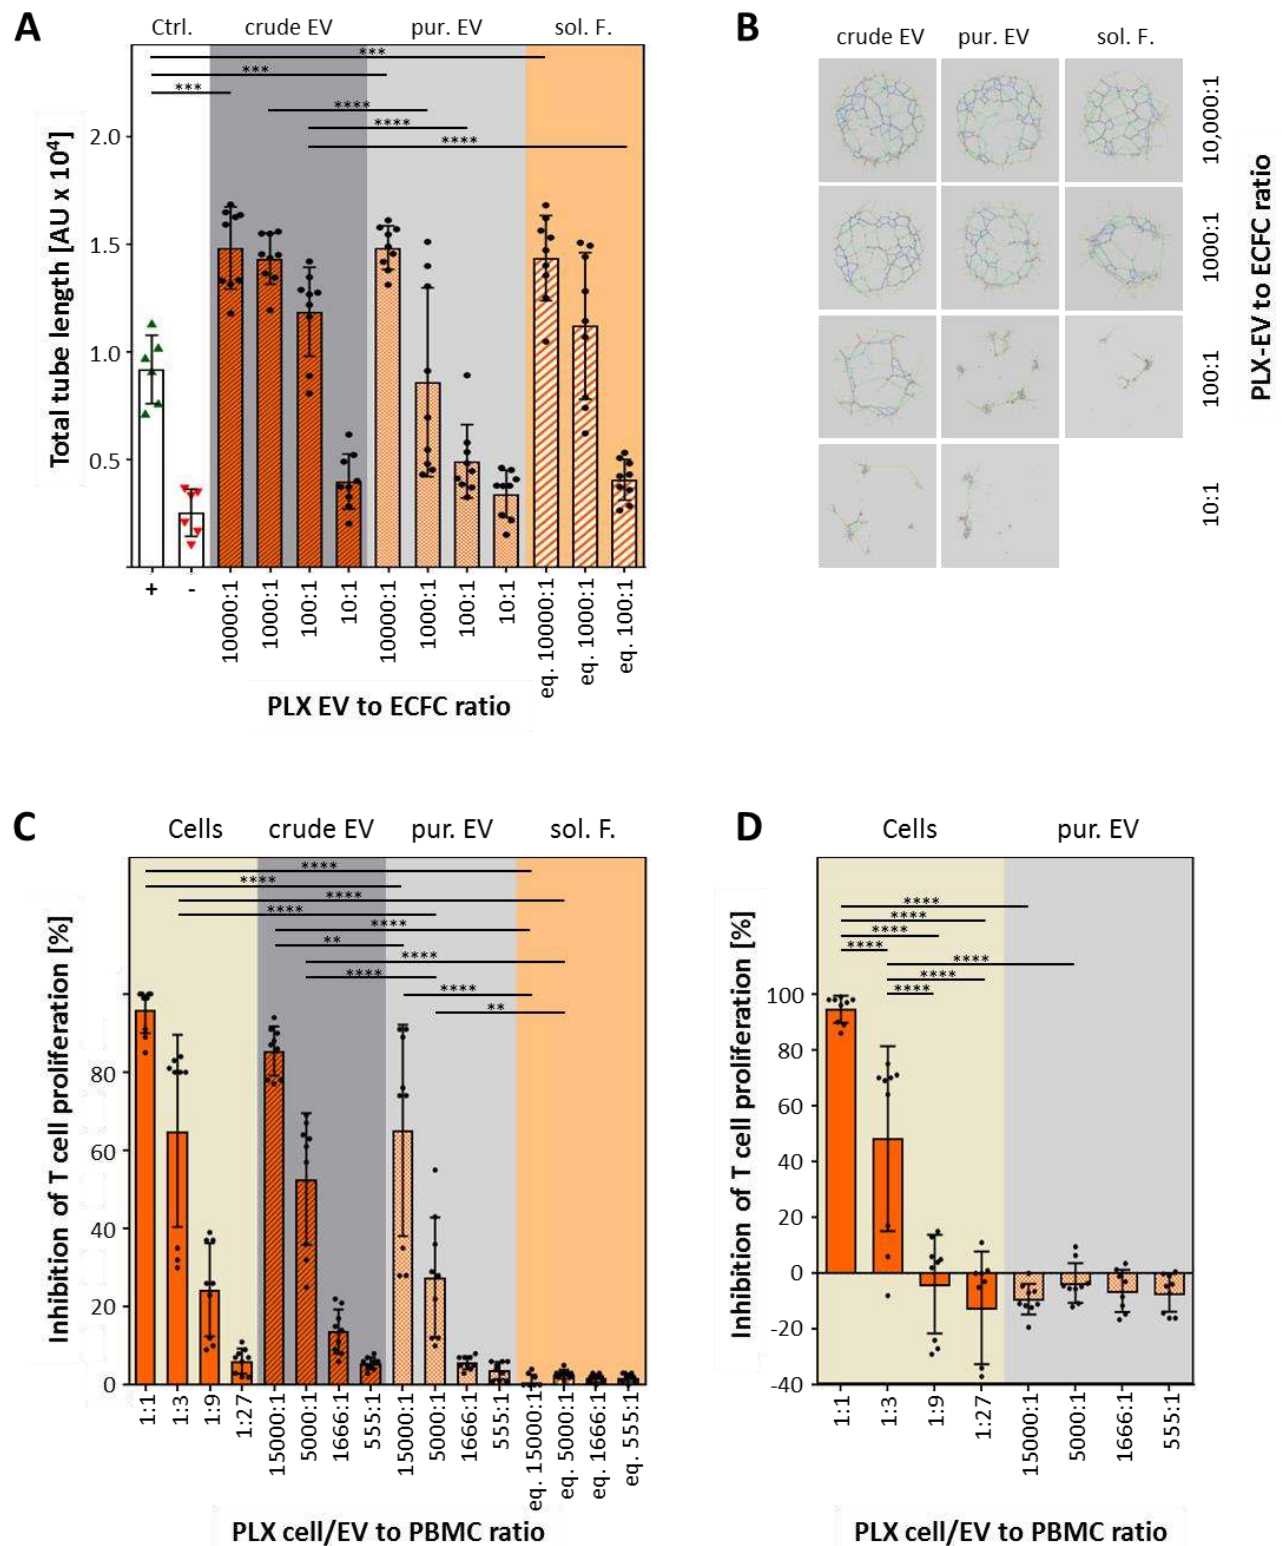 A
Ctrl. crude EV pur. EV sol. F.
***
***
***
****
****
****
Total tube length [AU x 10⁴]
2.0
1.5
1.0
0.5
+ - 10000:1 1000:1 100:1 10:1 10000:1 1000:1 100:1 10:1 eq. 10000:1 eq. 1000:1 eq. 100:1
PLX EV to ECFC ratio
B
crude EV pur. EV sol. F.
10,000:1
1000:1
100:1
10:1
PLX-EV to ECFC ratio
C
Cells crude EV pur. EV sol. F.
****
****
****
****
****
**
****
****
****
**
Inhibition of T cell proliferation [%]
80
60
40
20
0
1:1 1:3 1:9 1:27 15000:1 5000:1 1666:1 555:1 15000:1 5000:1 1666:1 555:1 eq. 15000:1 eq. 5000:1 eq. 1666:1 eq. 555:1
PLX cell/EV to PBMC ratio
D
Cells pur. EV
****
****
****
****
****
****
****
Inhibition of T cell proliferation [%]
100
80
60
40
20
0
-20
-40
1:1 1:3 1:9 1:27 15000:1 5000:1 1666:1 555:1
PLX cell/EV to PBMC ratio